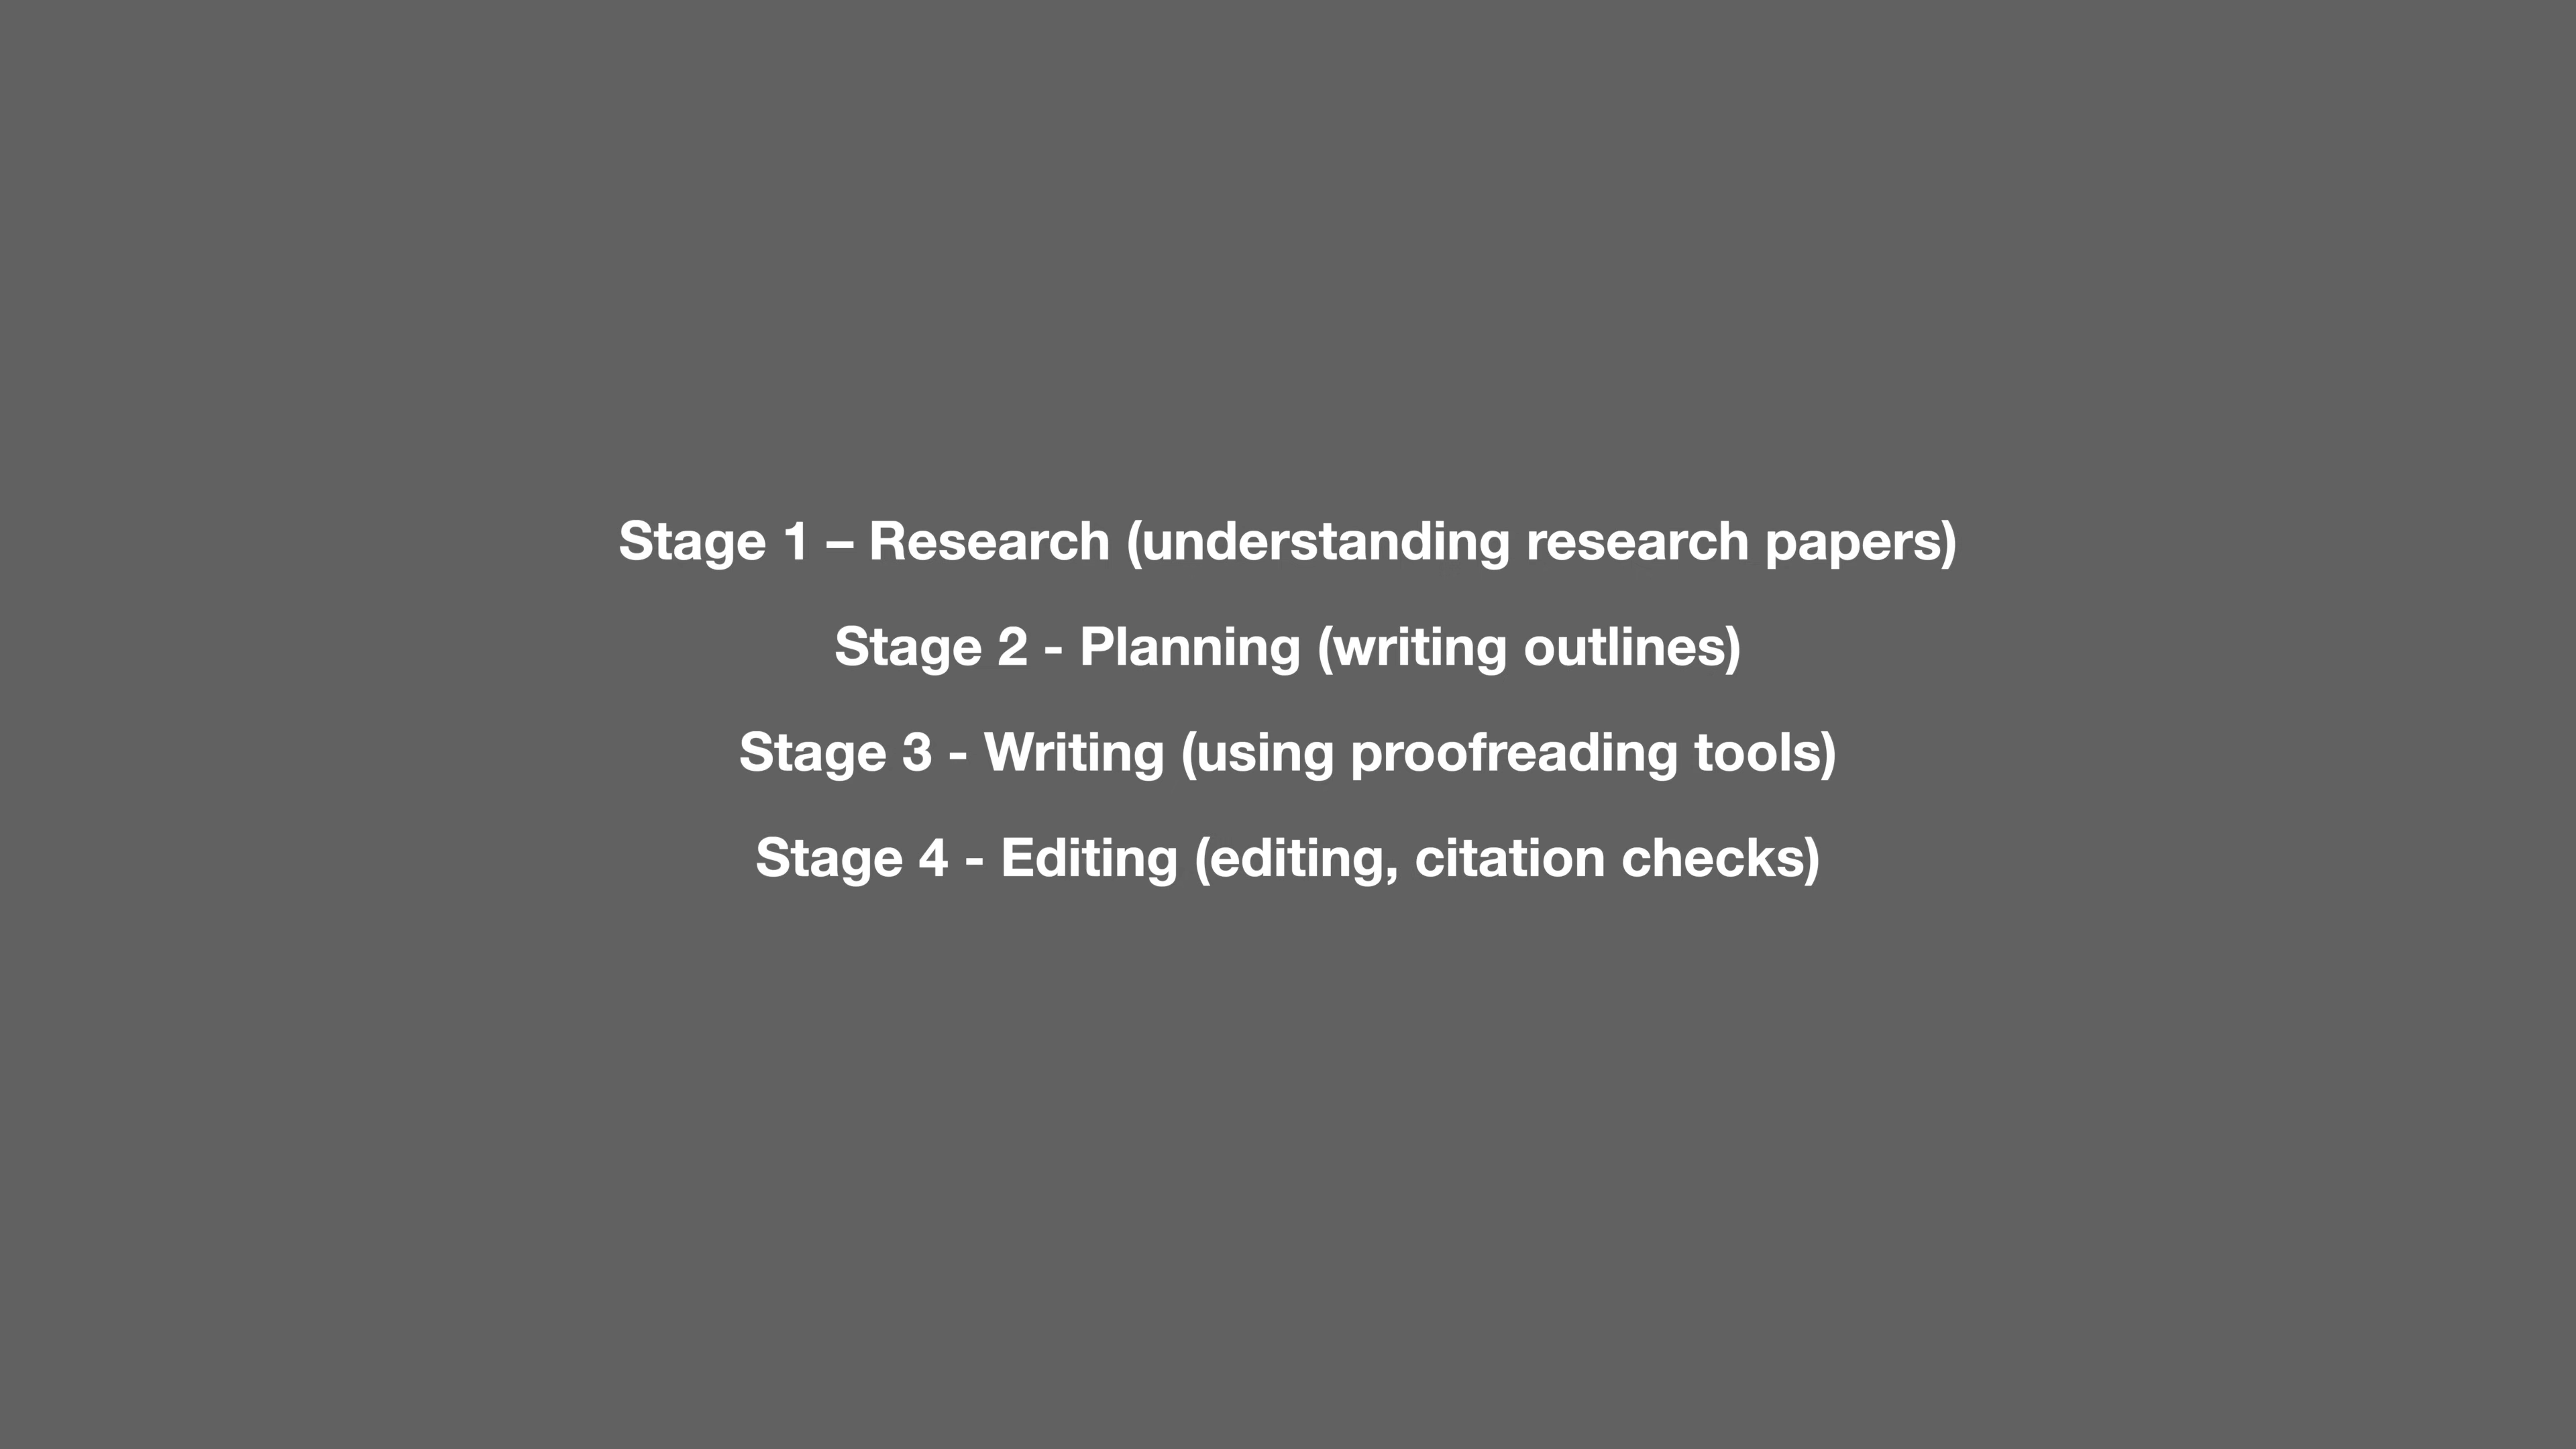 Stage 1 – Research (understanding research papers)
Stage 2 - Planning (writing outlines)
Stage 3 - Writing (using proofreading tools)
Stage 4 - Editing (editing, citation checks)